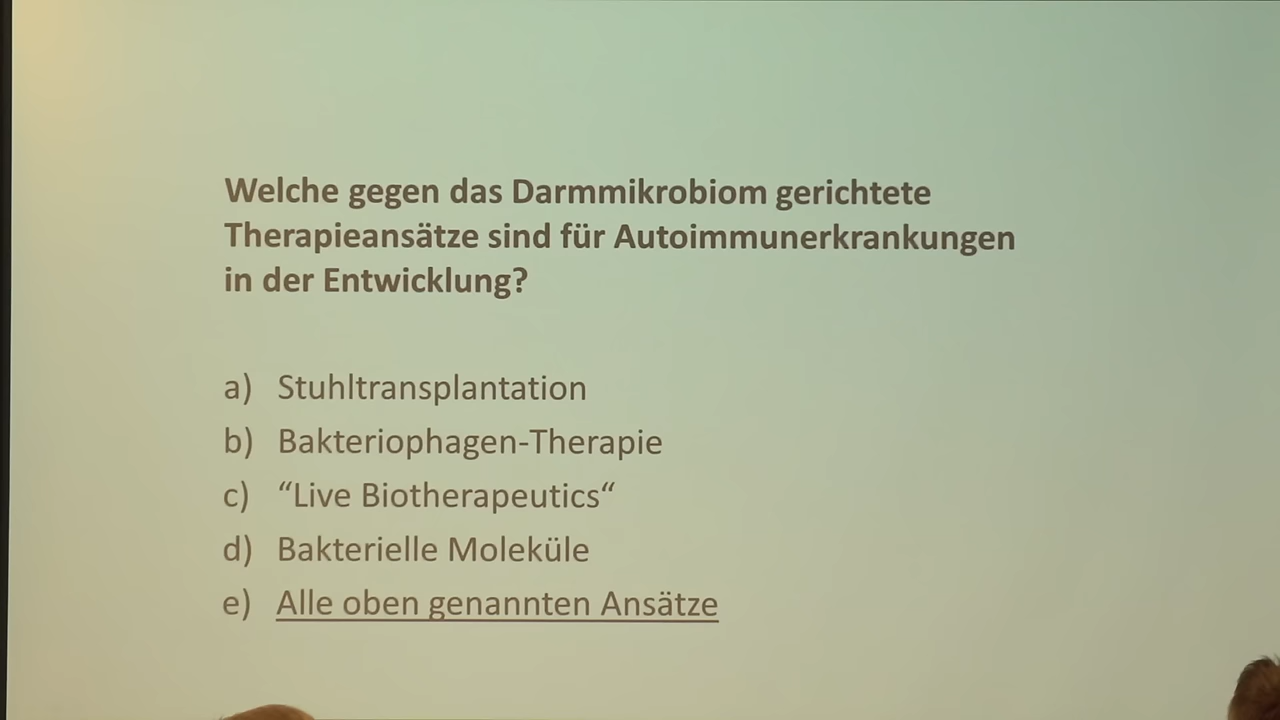 Welche gegen das Darmmikrobiom gerichtete
Therapieansätze sind für Autoimmunerkrankungen
in der Entwicklung?
a) Stuhltransplantation
b) Bakteriophagen-Therapie
c) “Live Biotherapeutics“
d) Bakterielle Moleküle
e) Alle oben genannten Ansätze